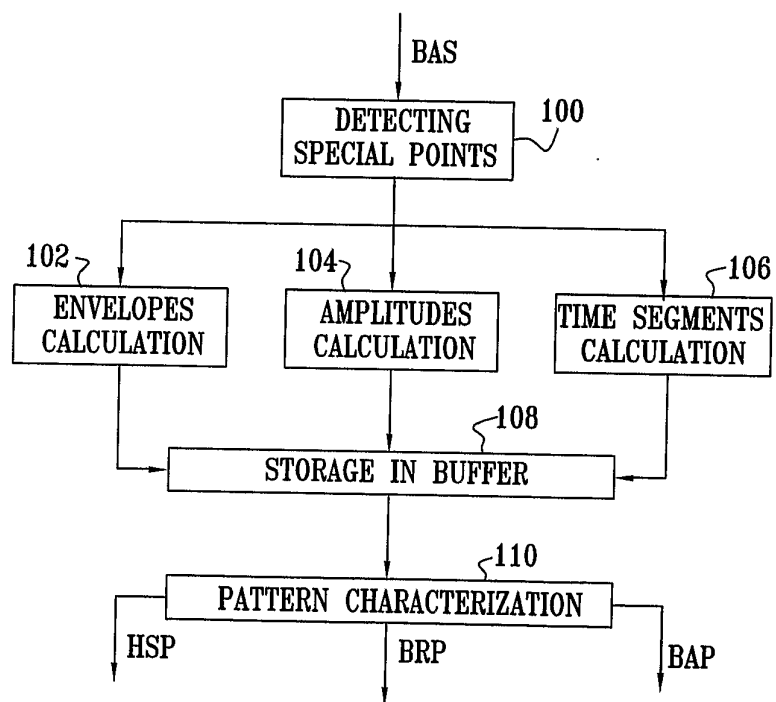 BAS
100
DETECTING
SPECIAL POINTS
102
104
106
ENVELOPES
CALCULATION
AMPLITUDES
CALCULATION
TIME SEGMENTS
CALCULATION
108
STORAGE IN BUFFER
110
PATTERN CHARACTERIZATION
HSP
BRP
BAP